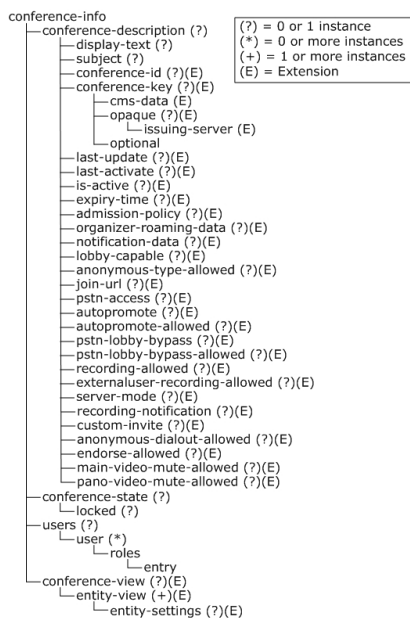 conference-info
conference-description (?)
display-text (?)
subject (?)
conference-id (?)(E)
conference-key (?)(E)
cms-data (E)
opaque (?)(E)
issuing-server (E)
optional
last-update (?)(E)
last-activate (?)(E)
is-active (?)(E)
expiry-time (?)(E)
admission-policy (?)(E)
organizer-roaming-data (?)(E)
notification-data (?)(E)
lobby-capable (?)(E)
anonymous-type-allowed (?)(E)
join-url (?)(E)
pstn-access (?)(E)
autopromote (?)(E)
autopromote-allowed (?)(E)
pstn-lobby-bypass (?)(E)
pstn-lobby-bypass-allowed (?)(E)
recording-allowed (?)(E)
externaluser-recording-allowed (?)(E)
server-mode (?)(E)
recording-notification (?)(E)
custom-invite (?)(E)
anonymous-dialout-allowed (?)(E)
endorse-allowed (?)(E)
main-video-mute-allowed (?)(E)
pano-video-mute-allowed (?)(E)
conference-state (?)
locked (?)
users (?)
user (*)
roles
entry
conference-view (?)(E)
entity-view (+)(E)
entity-settings (?)(E)
(?) = 0 or 1 instance
(*) = 0 or more instances
(+) = 1 or more instances
(E) = Extension